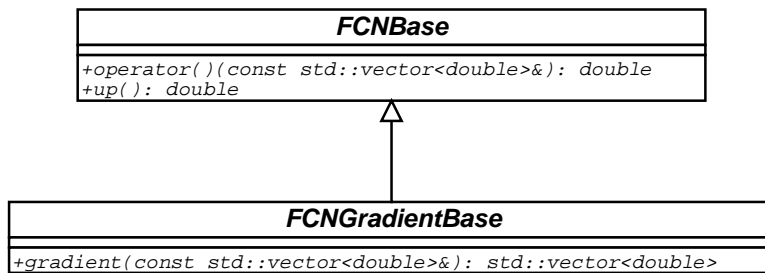 FCNBase
+operator()(const std::vector<double>&): double
+up(): double
FCNGradientBase
+gradient(const std::vector<double>&): std::vector<double>